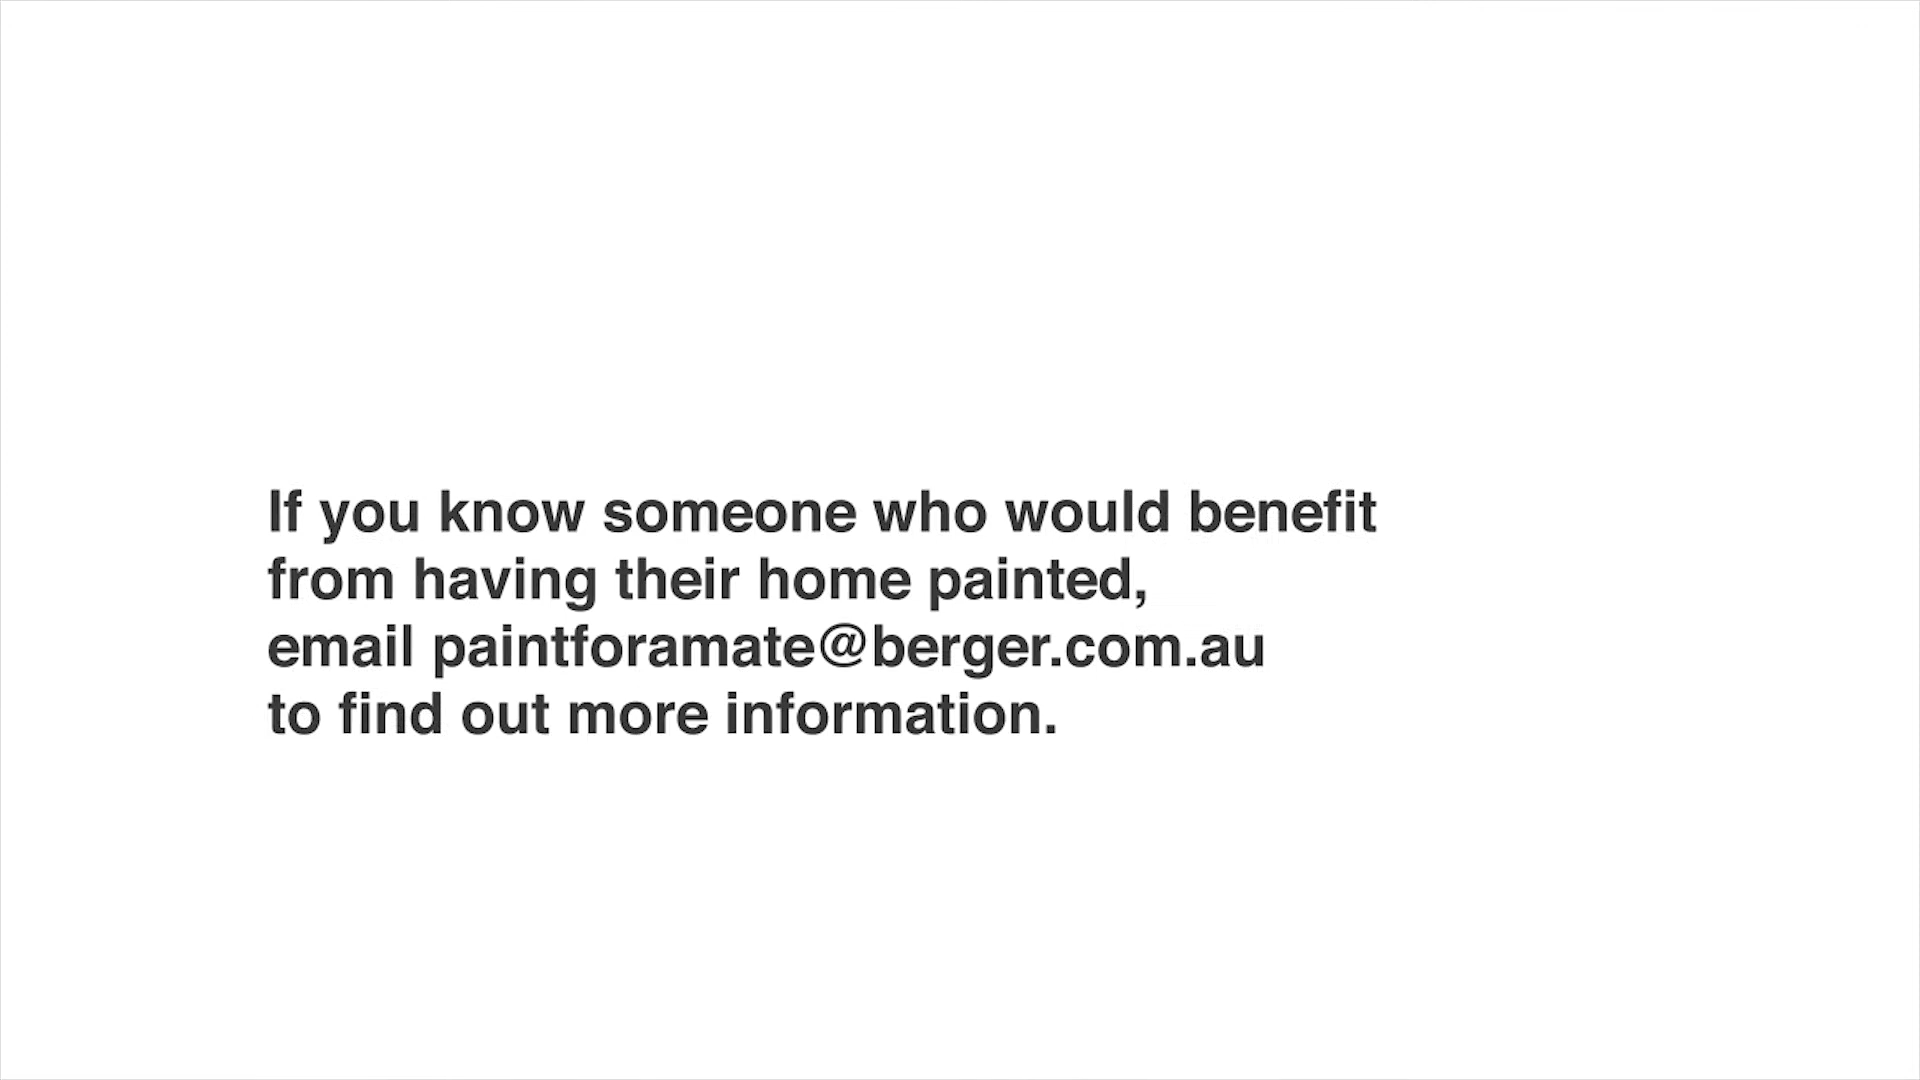 If you know someone who would benefit
from having their home painted,
email paintforamate@berger.com.au
to find out more information.